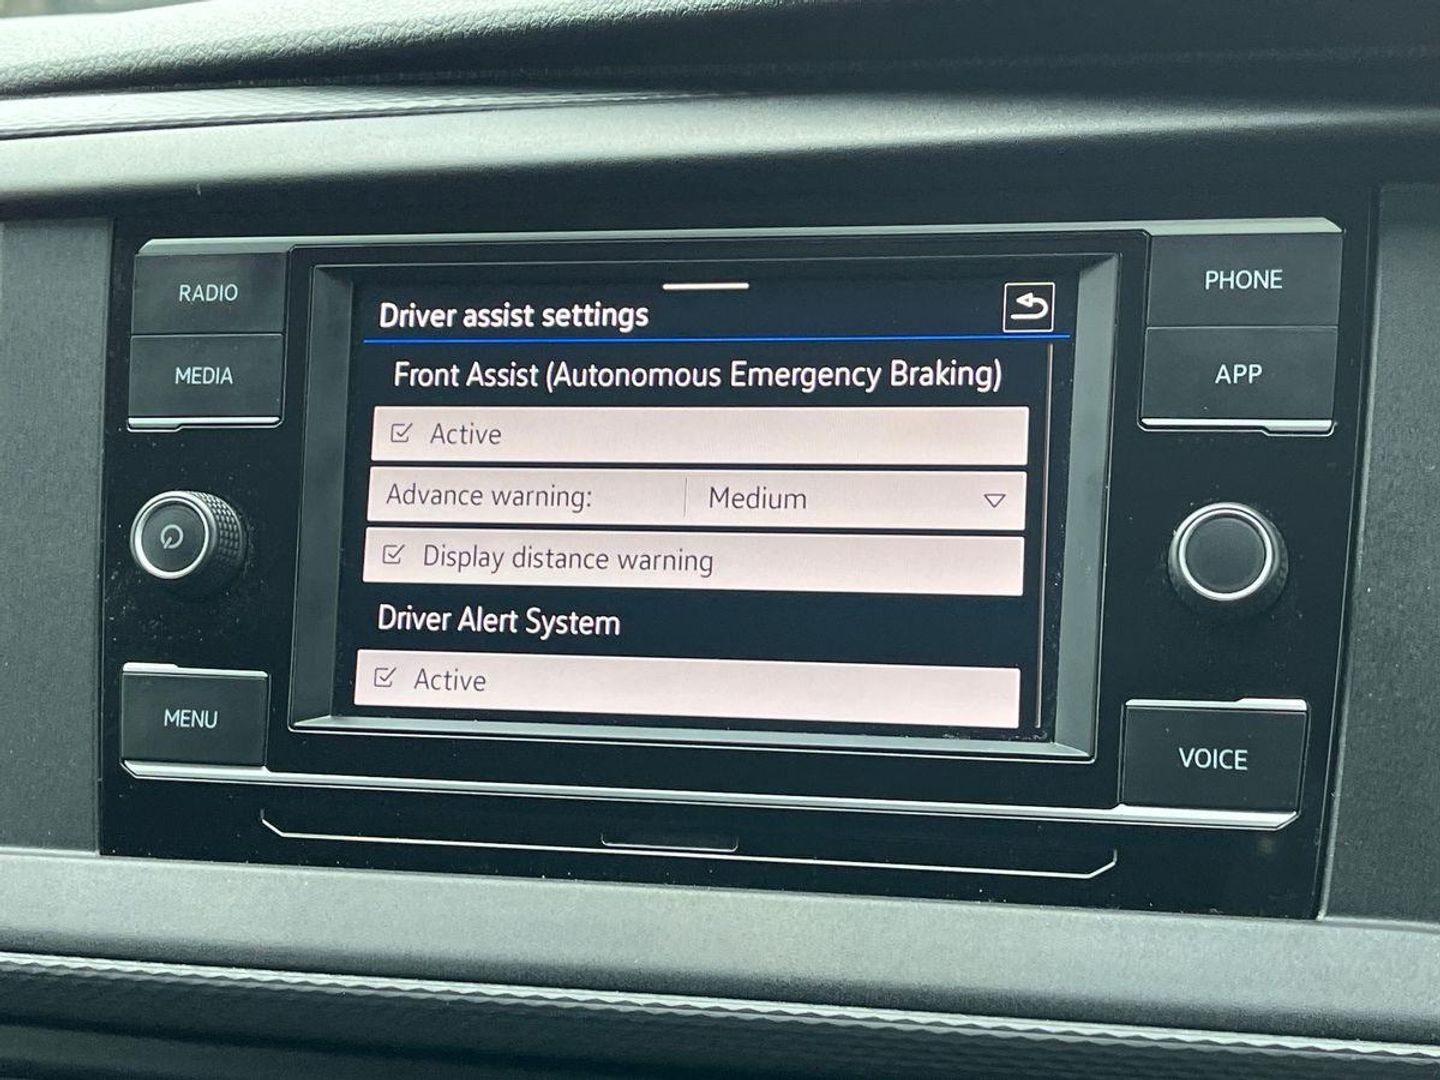 RADIO
MEDIA
MENU
Driver assist settings
Front Assist (Autonomous Emergency Braking)
Active
Advance warning: Medium
Display distance warning
Driver Alert System
Active
PHONE
APP
VOICE